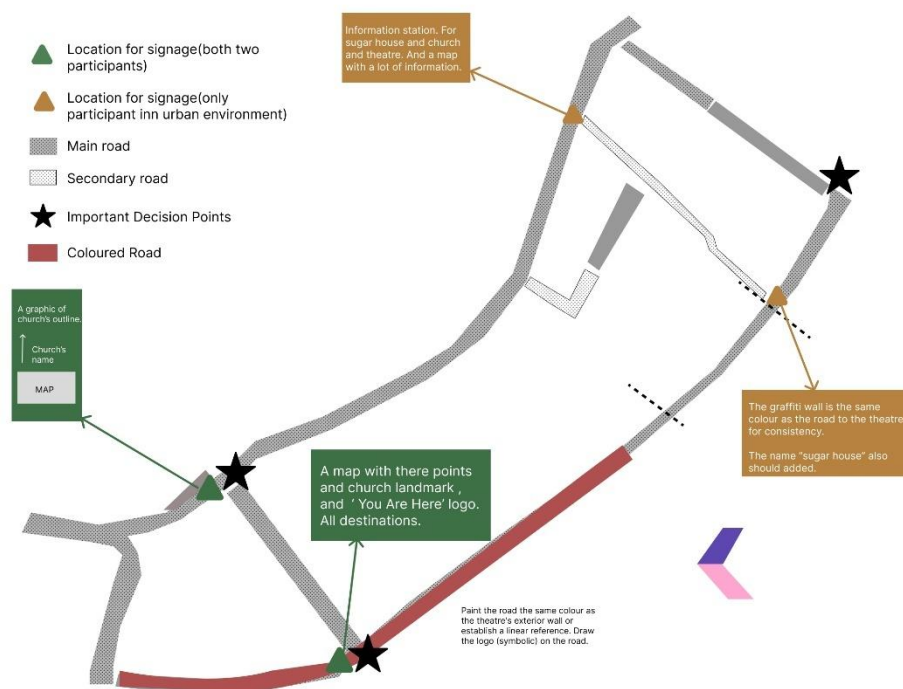 Location for signage(both two
participants)
Location for signage(only
participant inn urban environment)
Main road
Secondary road
Important Decision Points
Coloured Road
Information station. For
sugar house and church
and theatre. And a map
with a lot of information.
A graphic of
church's outline.
Church's
name
MAP
A map with there points
and church landmark ,
and ‘ You Are Here’ logo.
All destinations.
The graffiti wall is the same
colour as the road to the theatre
for consistency.
The name "sugar house" also
should added.
Paint the road the same colour as
the theatre's exterior wall or
establish a linear reference. Draw
the logo (symbolic) on the road.